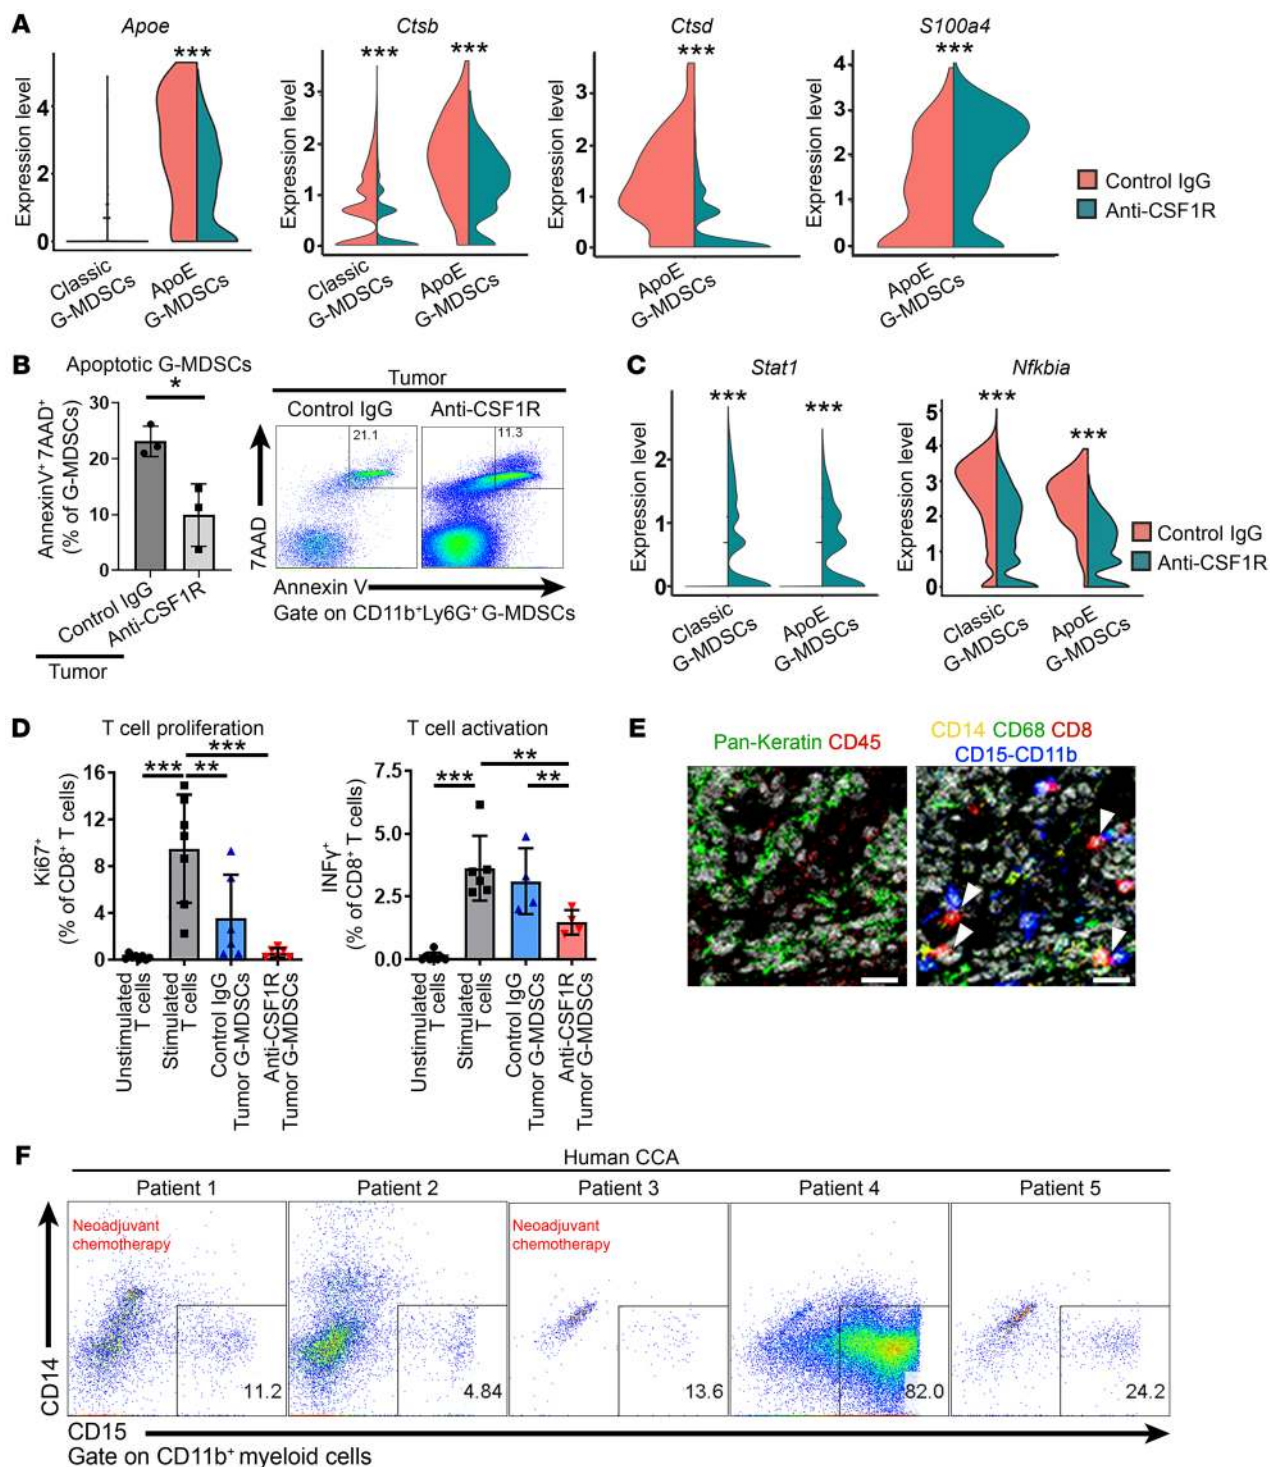 A
Apoe
Ctsb
Ctsd
S100a4
***
***
***
***
***
Expression level
4
2
0
Classic
G-MDSCs
ApoE
G-MDSCs
Expression level
3
2
1
0
Classic
G-MDSCs
ApoE
G-MDSCs
Expression level
3
2
1
0
ApoE
G-MDSCs
Expression level
4
3
2
1
0
ApoE
G-MDSCs
Control IgG
Anti-CSF1R
B
Apoptotic G-MDSCs
*
AnnexinV⁺ 7AAD⁺
(% of G-MDSCs)
30
20
10
0
Control IgG
Anti-CSF1R
Tumor
Tumor
Control IgG
Anti-CSF1R
21.1
11.3
7AAD
Annexin V
Gate on CD11b⁺Ly6G⁺ G-MDSCs
C
Stat1
Nfkbia
***
***
***
***
Expression level
2
1
0
Classic
G-MDSCs
ApoE
G-MDSCs
Expression level
5
4
3
2
1
0
Classic
G-MDSCs
ApoE
G-MDSCs
Control IgG
Anti-CSF1R
D
T cell proliferation
***
***
**
Ki67⁺
(% of CD8⁺ T cells)
16
12
8
4
0
Unstimulated
T cells
Stimulated
T cells
Control IgG
Tumor G-MDSCs
Anti-CSF1R
Tumor G-MDSCs
T cell activation
**
***
**
INFγ⁺
(% of CD8⁺ T cells)
7.5
5.0
2.5
0.0
Unstimulated
T cells
Stimulated
T cells
Control IgG
Tumor G-MDSCs
Anti-CSF1R
Tumor G-MDSCs
E
Pan-Keratin CD45
CD14 CD68 CD8
CD15-CD11b
F
Human CCA
Patient 1
Patient 2
Patient 3
Patient 4
Patient 5
Neoadjuvant
chemotherapy
Neoadjuvant
chemotherapy
11.2
4.84
13.6
82.0
24.2
CD14
CD15
Gate on CD11b⁺ myeloid cells